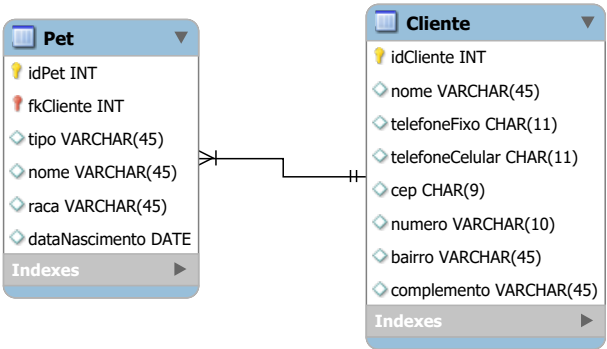 Pet
idPet INT
fkCliente INT
tipo VARCHAR(45)
nome VARCHAR(45)
raca VARCHAR(45)
dataNascimento DATE
Indexes
Cliente
idCliente INT
nome VARCHAR(45)
telefoneFixo CHAR(11)
telefoneCelular CHAR(11)
cep CHAR(9)
numero VARCHAR(10)
bairro VARCHAR(45)
complemento VARCHAR(45)
Indexes